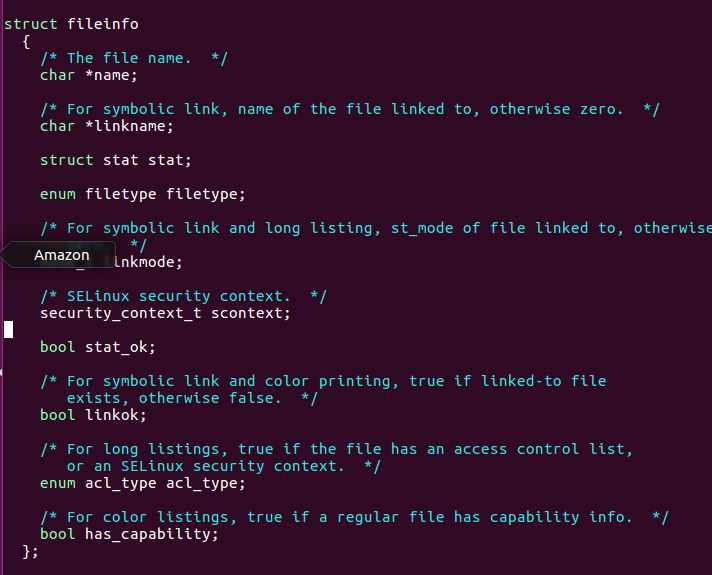 struct fileinfo
{
/* The file name.  */
char *name;
/* For symbolic link, name of the file linked to, otherwise zero.  */
char *linkname;
struct stat stat;
enum filetype filetype;
/* For symbolic link and long listing, st_mode of file linked to, otherwise
*/
Amazon
linkmode;
/* SELinux security context.  */
security_context_t scontext;
bool stat_ok;
/* For symbolic link and color printing, true if linked-to file
exists, otherwise false.  */
bool linkok;
/* For long listings, true if the file has an access control list,
or an SELinux security context.  */
enum acl_type acl_type;
/* For color listings, true if a regular file has capability info.  */
bool has_capability;
};